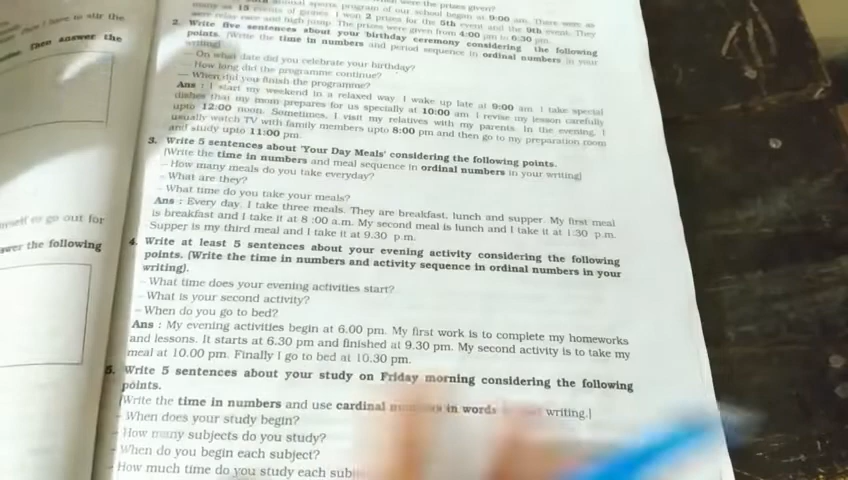 stir the
Then answer the
to go out for
the following
annual sports program of our school began at 9:00 am. There were
15 events of games. I won 2 prizes for the 5th event and the 9th event. They
were relay race and high jump. The prizes were given from 4:00 pm to 6:30 pm.
2. Write five sentences about your birthday ceremony considering the following
points. [Write the time in numbers and period sequence in ordinal numbers in your
writing]
– On what date did you celebrate your birthday?
– How long did the programme continue?
– When did you finish the programme?
Ans : I start my weekend in a relaxed way. I wake up late at 9:00 am. I take special
dishes that my mom prepares for us specially at 10:00 am. I revise my lesson carefully
upto 12:00 noon. Sometimes, I visit my relatives with my parents. In the evening, I
usually watch TV with family members upto 8:00 pm and then go to my preparation room
and study upto 11:00 pm.
3. Write 5 sentences about 'Your Day Meals' considering the following points.
[Write the time in numbers and meal sequence in ordinal numbers in your writing]
– How many meals do you take everyday?
– What are they?
– What time do you take your meals?
Ans : Every day, I take three meals. They are breakfast, lunch and supper. My first meal
is breakfast and I take it at 8 :00 a.m. My second meal is lunch and I take it at 1:30 p.m.
Supper is my third meal and I take it at 9.30 p.m.
4. Write at least 5 sentences about your evening activity considering the following
points. (Write the time in numbers and activity sequence in ordinal numbers in your
writing).
– What time does your evening activities start?
– What is your second activity?
– When do you go to bed?
Ans : My evening activities begin at 6.00 pm. My first work is to complete my homeworks
and lessons. It starts at 6.30 pm and finished at 9.30 pm. My second activity is to take my
meal at 10.00 pm. Finally I go to bed at 10.30 pm.
5. Write 5 sentences about your study on Friday morning considering the following
points.
[Write the time in numbers and use cardinal numbers in words writing.]
– When does your study begin?
– How many subjects do you study?
– When do you begin each subject?
– How much time do you study each